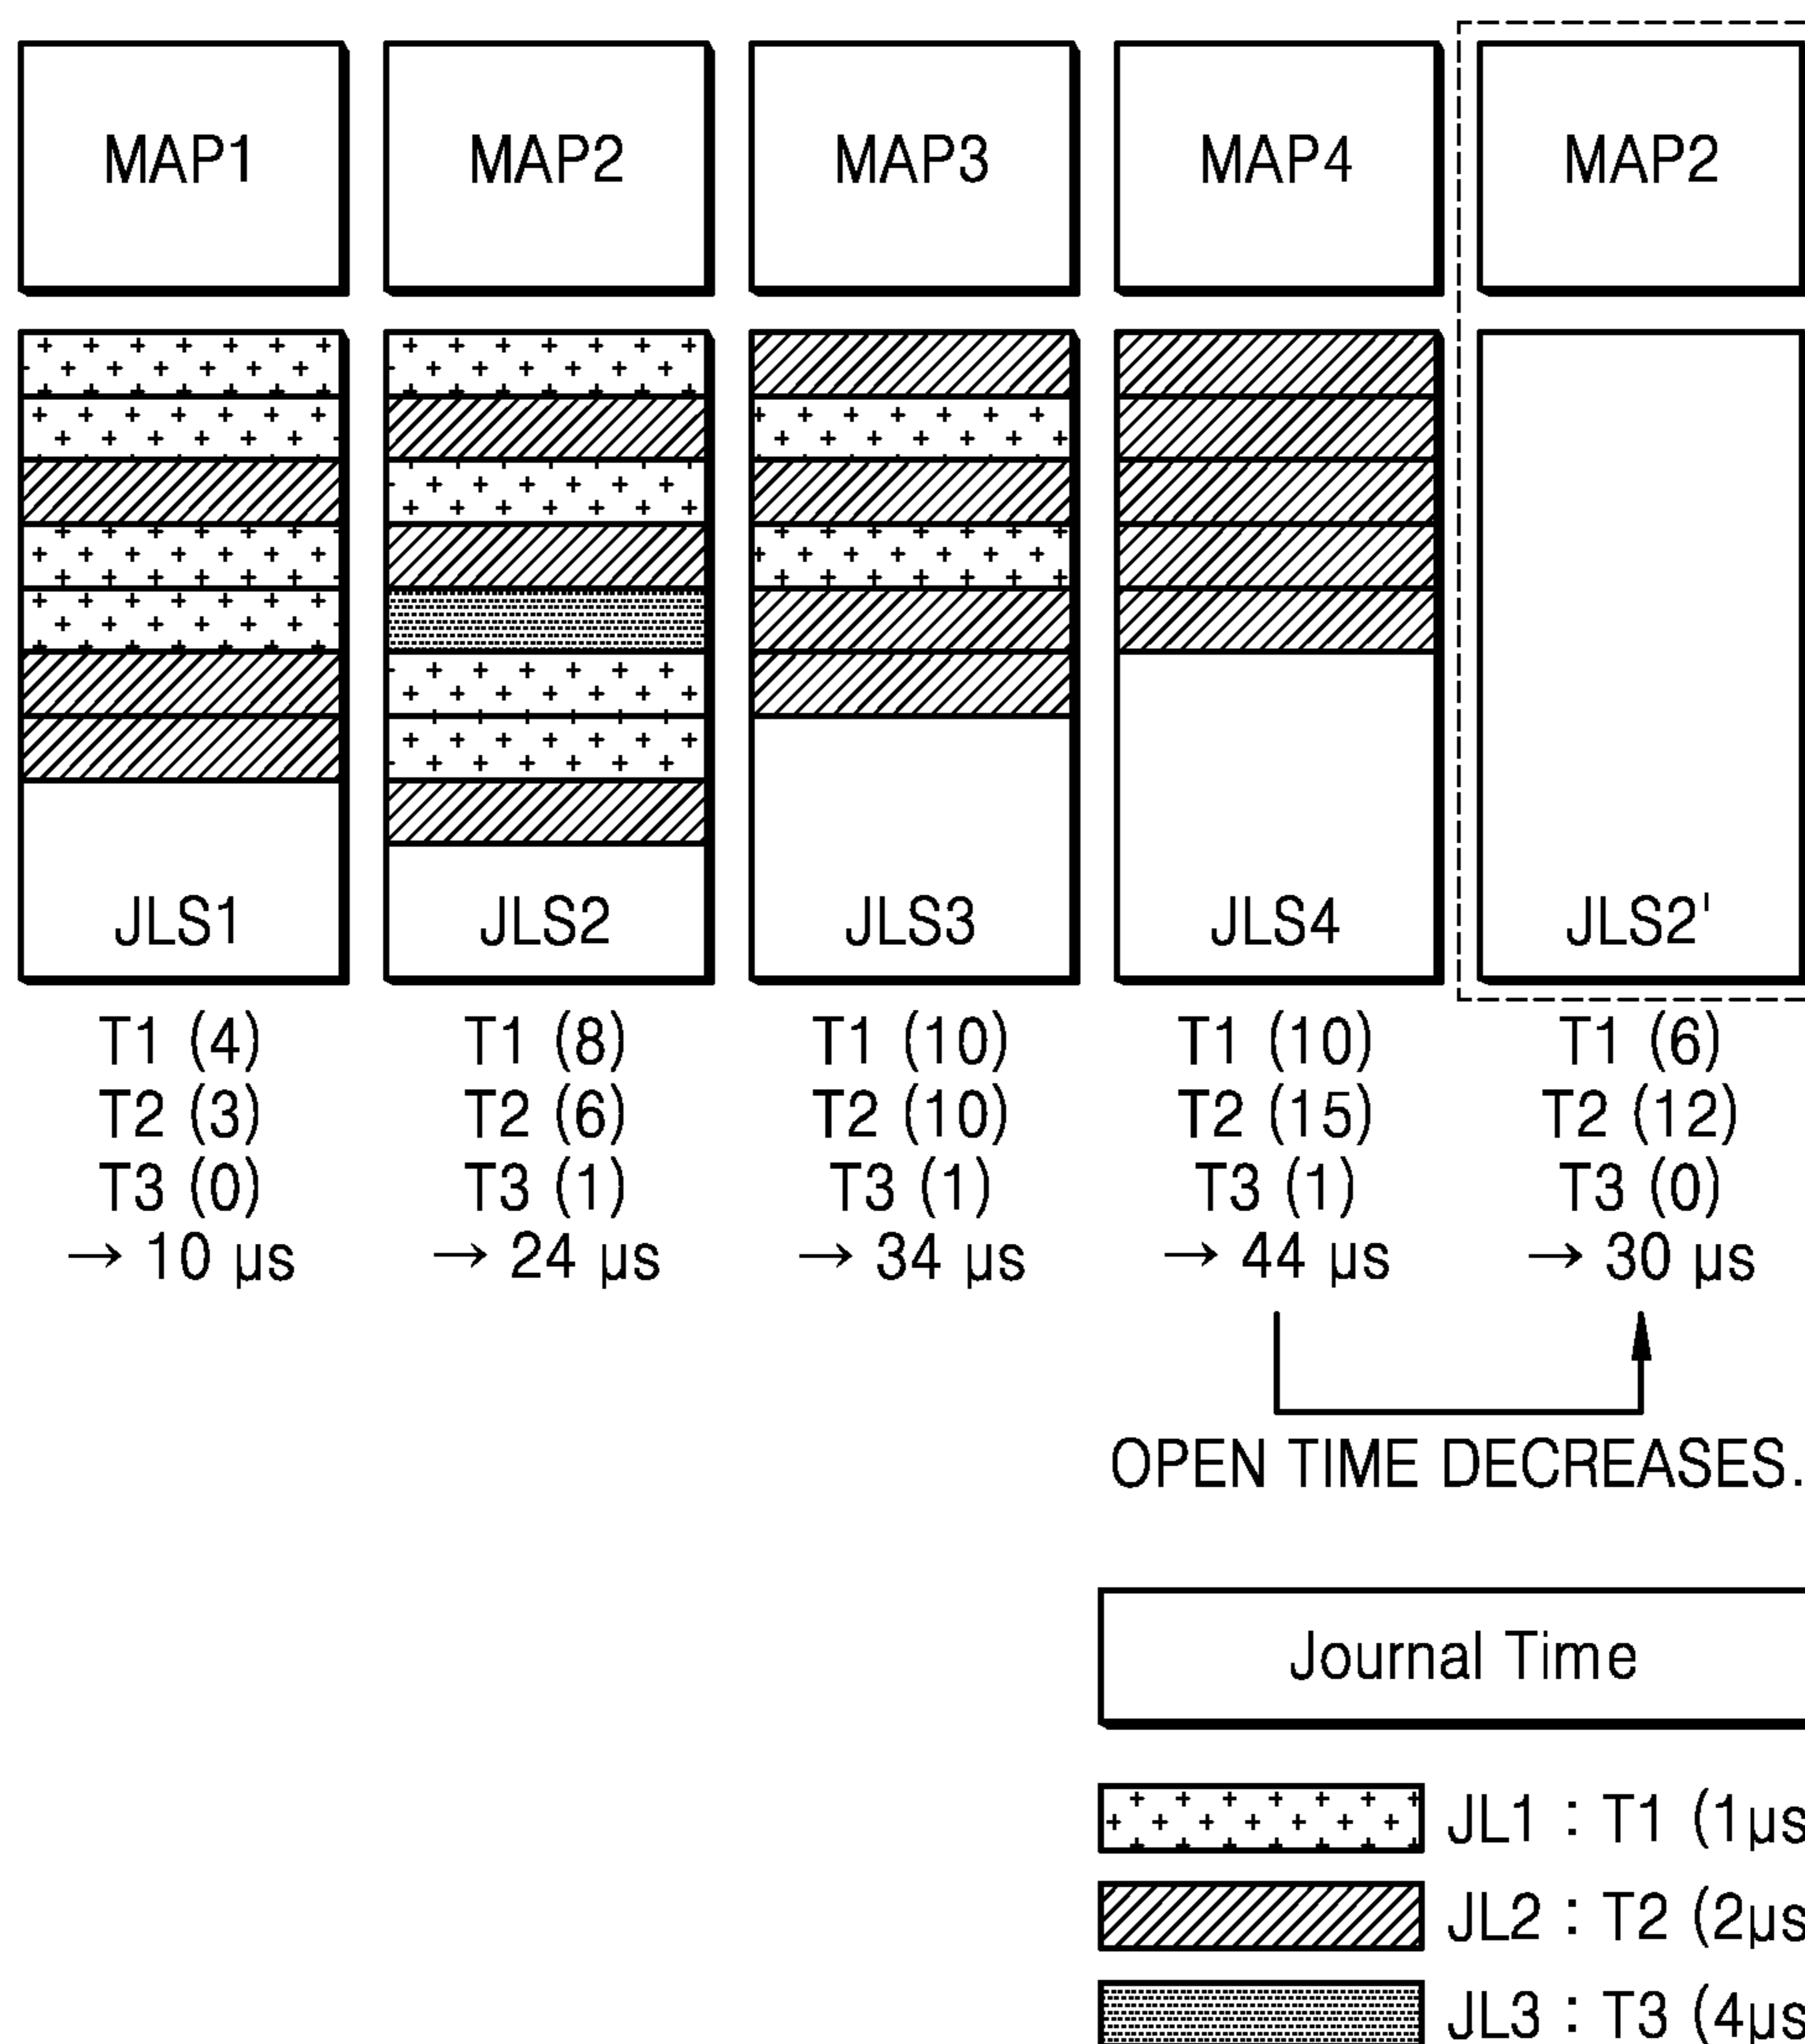 MAP1 MAP2 MAP3 MAP4 MAP2
JLS1 JLS2 JLS3 JLS4 JLS2'
T1 (4) T1 (8) T1 (10) T1 (10) T1 (6)
T2 (3) T2 (6) T2 (10) T2 (15) T2 (12)
T3 (0) T3 (1) T3 (1) T3 (1) T3 (0)
→ 10 μs → 24 μs → 34 μs → 44 μs → 30 μs
OPEN TIME DECREASES.
Journal Time
JL1 : T1 (1μs
JL2 : T2 (2μs
JL3 : T3 (4μs